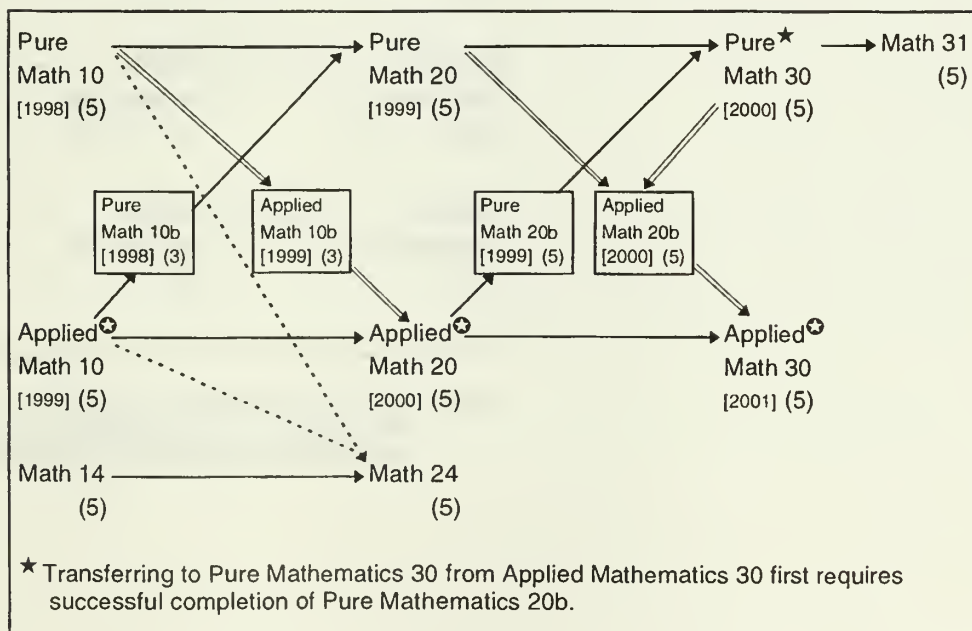 Pure
Math 10
[1998] (5)
Pure
Math 20
[1999] (5)
Pure★
Math 30
[2000] (5)
Math 31
(5)
Pure
Math 10b
[1998] (3)
Applied
Math 10b
[1999] (3)
Pure
Math 20b
[1999] (5)
Applied
Math 20b
[2000] (5)
Applied✪
Math 10
[1999] (5)
Applied✪
Math 20
[2000] (5)
Applied✪
Math 30
[2001] (5)
Math 14
(5)
Math 24
(5)
★ Transferring to Pure Mathematics 30 from Applied Mathematics 30 first requires
successful completion of Pure Mathematics 20b.